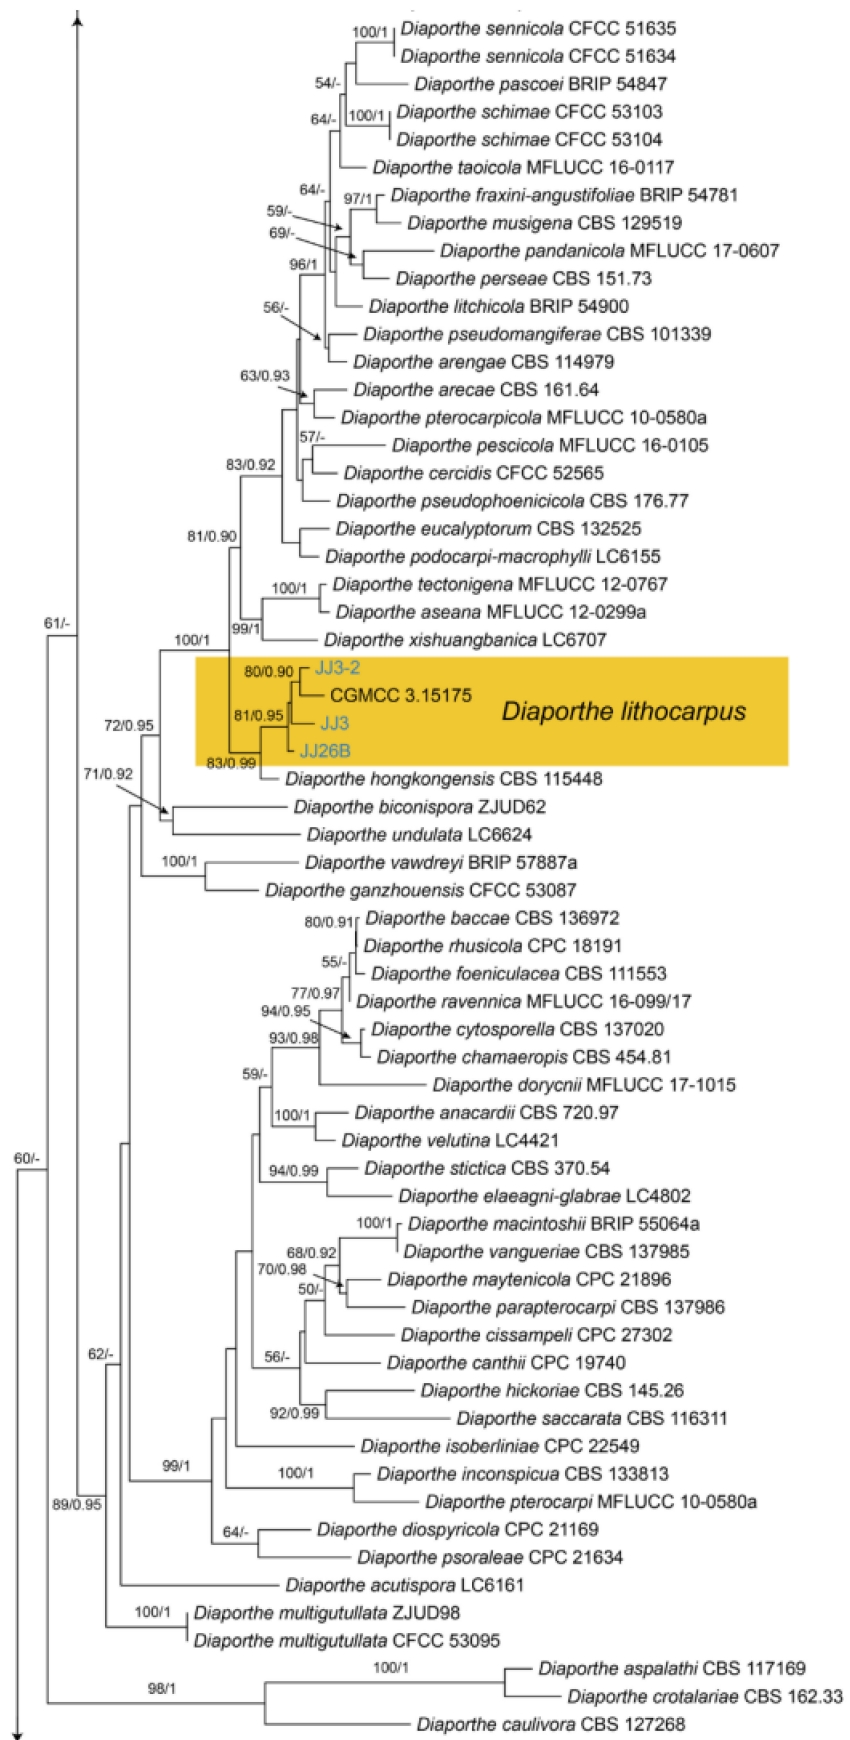 100/1
Diaporthe sennicola CFCC 51635
Diaporthe sennicola CFCC 51634
54/-
Diaporthe pascoei BRIP 54847
64/-
100/1
Diaporthe schimae CFCC 53103
Diaporthe schimae CFCC 53104
Diaporthe taoicola MFLUCC 16-0117
64/-
97/1
Diaporthe fraxini-angustifoliae BRIP 54781
59/-
Diaporthe musigena CBS 129519
69/-
Diaporthe pandanicola MFLUCC 17-0607
96/1
Diaporthe perseae CBS 151.73
56/-
Diaporthe litchicola BRIP 54900
Diaporthe pseudomangiferae CBS 101339
Diaporthe arengae CBS 114979
63/0.93
Diaporthe arecae CBS 161.64
Diaporthe pterocarpicola MFLUCC 10-0580a
57/-
Diaporthe pescicola MFLUCC 16-0105
83/0.92
Diaporthe cercidis CFCC 52565
Diaporthe pseudophoenicicola CBS 176.77
81/0.90
Diaporthe eucalyptorum CBS 132525
Diaporthe podocarpi-macrophylli LC6155
100/1
Diaporthe tectonigena MFLUCC 12-0767
Diaporthe aseana MFLUCC 12-0299a
61/-
99/1
100/1
Diaporthe xishuangbanica LC6707
80/0.90
JJ3-2
CGMCC 3.15175
Diaporthe lithocarpus
81/0.95
JJ3
72/0.95
JJ26B
83/0.99
71/0.92
Diaporthe hongkongensis CBS 115448
Diaporthe biconispora ZJUD62
Diaporthe undulata LC6624
100/1
Diaporthe vawdreyi BRIP 57887a
Diaporthe ganzhouensis CFCC 53087
80/0.91
Diaporthe baccae CBS 136972
Diaporthe rhusicola CPC 18191
55/-
Diaporthe foeniculacea CBS 111553
77/0.97
Diaporthe ravennica MFLUCC 16-099/17
94/0.95
Diaporthe cytosporella CBS 137020
93/0.98
Diaporthe chamaeropis CBS 454.81
59/-
Diaporthe dorycnii MFLUCC 17-1015
100/1
Diaporthe anacardii CBS 720.97
Diaporthe velutina LC4421
60/-
94/0.99
Diaporthe stictica CBS 370.54
Diaporthe elaeagni-glabrae LC4802
100/1
Diaporthe macintoshii BRIP 55064a
68/0.92
Diaporthe vangueriae CBS 137985
70/0.98
Diaporthe maytenicola CPC 21896
50/-
Diaporthe parapterocarpi CBS 137986
Diaporthe cissampeli CPC 27302
62/-
56/-
Diaporthe canthii CPC 19740
Diaporthe hickoriae CBS 145.26
92/0.99
Diaporthe saccarata CBS 116311
Diaporthe isoberliniae CPC 22549
99/1
100/1
Diaporthe inconspicua CBS 133813
89/0.95
Diaporthe pterocarpi MFLUCC 10-0580a
64/-
Diaporthe diospyricola CPC 21169
Diaporthe psoraleae CPC 21634
Diaporthe acutispora LC6161
100/1
Diaporthe multigutullata ZJUD98
Diaporthe multigutullata CFCC 53095
100/1
Diaporthe aspalathi CBS 117169
98/1
Diaporthe crotalariae CBS 162.33
Diaporthe caulivora CBS 127268